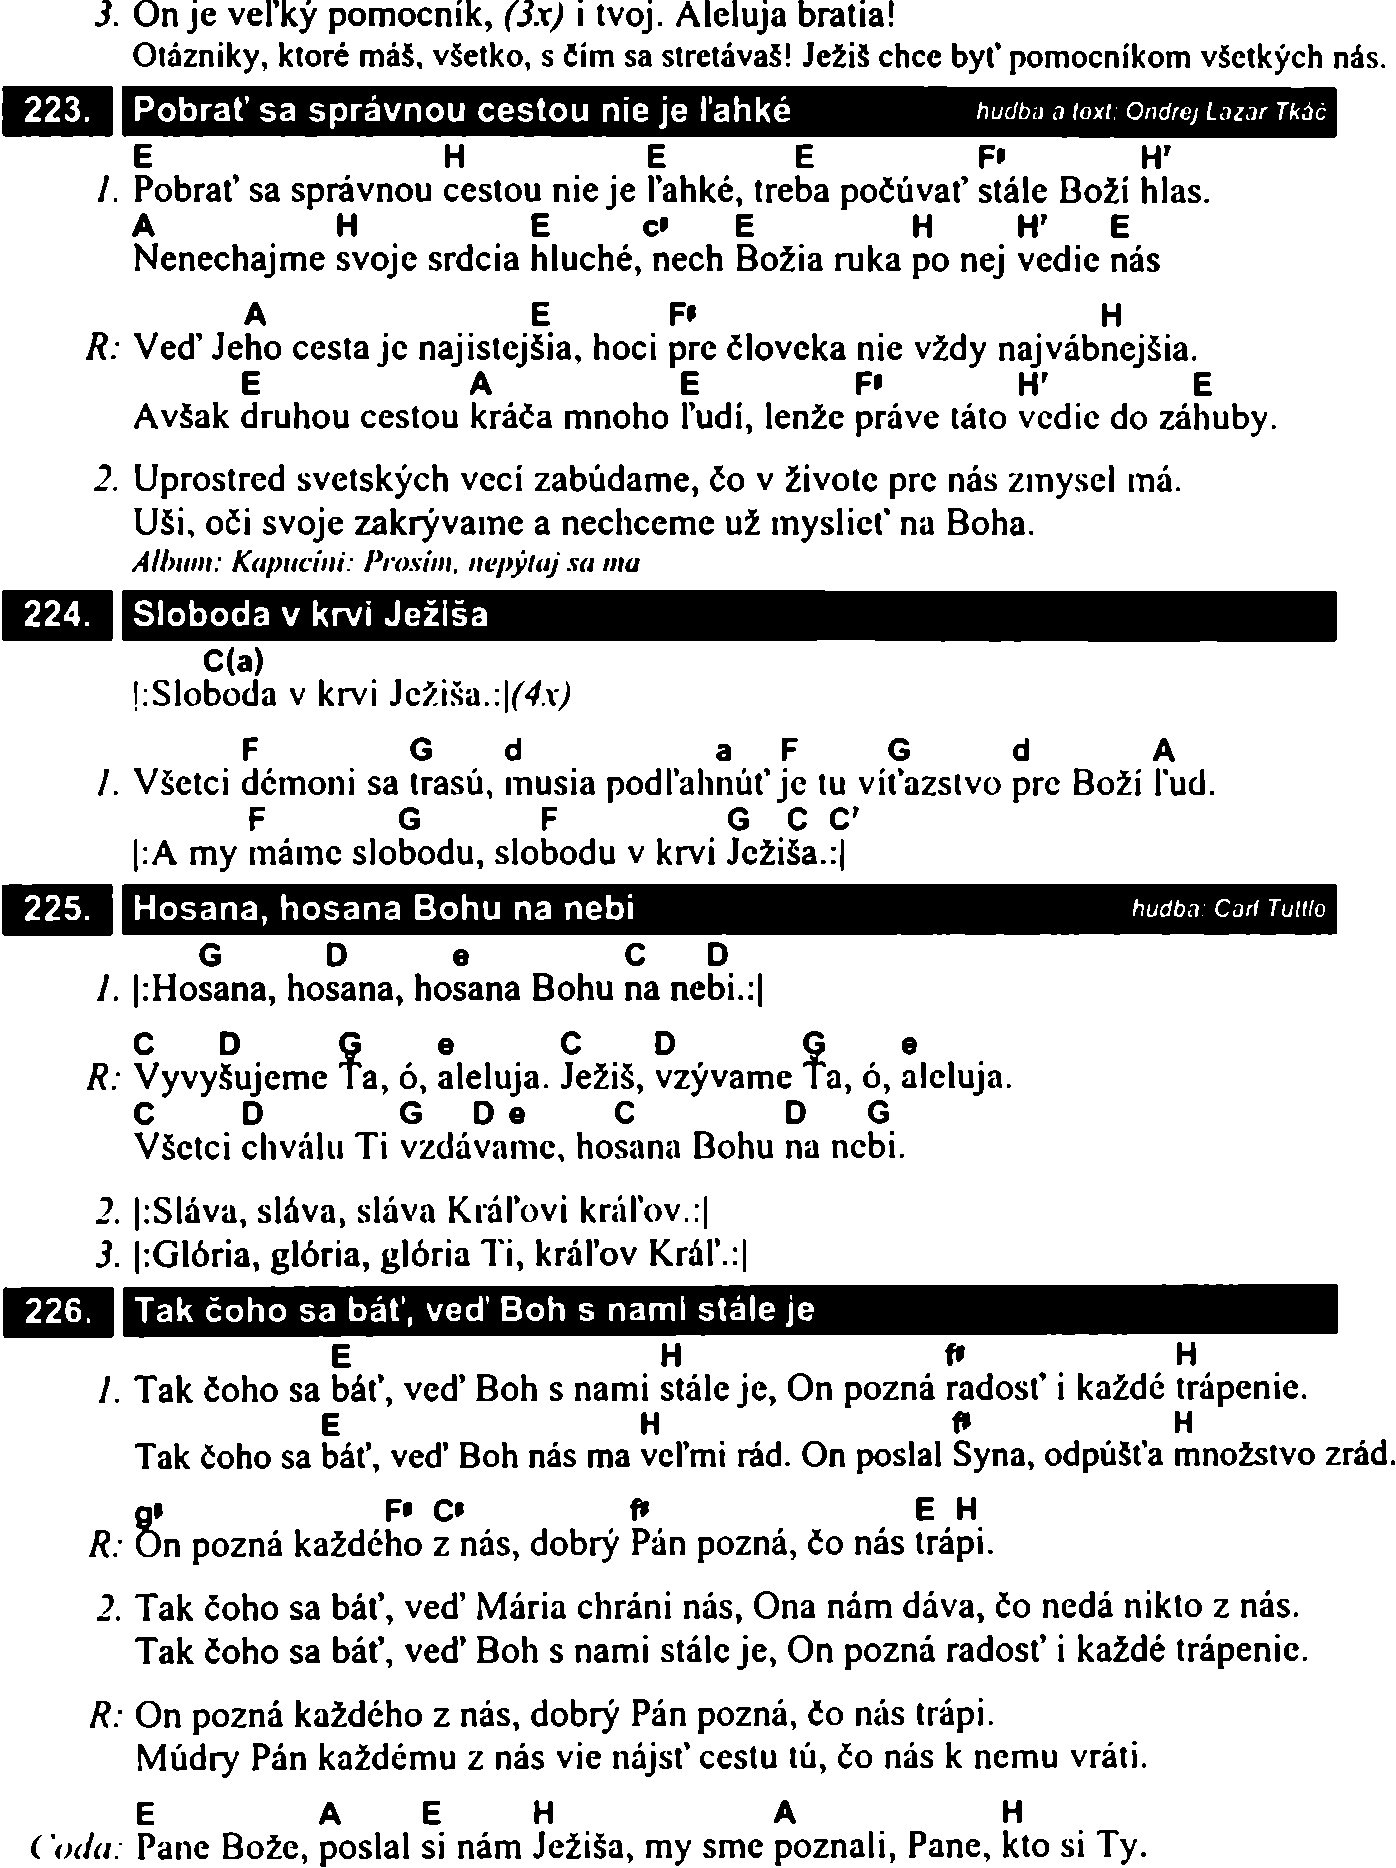 3. On je veľký pomocník, (3x) i tvoj. Aleluja bratia!
Otázniky, ktoré máš, všetko, s čím sa stretávaš! Ježiš chce byť pomocníkom všetkých nás.
223. Pobrať sa správnou cestou nie je ľahké hudba a text: Ondrej Lazar Tkáč
E H E E F# H7
1. Pobrať sa správnou cestou nie je ľahké, treba počúvať stále Boží hlas.
A H E c# E H H7 E
Nenechajme svoje srdcia hluché, nech Božia ruka po nej vedie nás
A E F# H
R: Veď Jeho cesta je najistejšia, hoci pre človeka nie vždy najvábnejšia.
E A E F# H7 E
Avšak druhou cestou kráča mnoho ľudí, lenže práve táto vedie do záhuby.
2. Uprostred svetských vecí zabúdame, čo v živote pre nás zmysel má.
Uši, oči svoje zakrývame a nechceme už myslieť na Boha.
Album: Kapucíni: Prosím, nepýtaj sa ma
224. Sloboda v krvi Ježiša
C(a)
|:Sloboda v krvi Ježiša.:|(4x)
F G d a F G d A
1. Všetci démoni sa trasú, musia podľahnúť je tu víťazstvo pre Boží ľud.
F G F G C C7
|:A my máme slobodu, slobodu v krvi Ježiša.:|
225. Hosana, hosana Bohu na nebi hudba: Carl Tuttle
G D e C D
1. |:Hosana, hosana, hosana Bohu na nebi.:|
C D G e C D G e
R: Vyvyšujeme Ťa, ó, aleluja. Ježiš, vzývame Ťa, ó, aleluja.
C D G D e C D G
Všetci chválu Ti vzdávame, hosana Bohu na nebi.
2. |:Sláva, sláva, sláva Kráľovi kráľov.:|
3. |:Glória, glória, glória Ti, kráľov Kráľ.:|
226. Tak čoho sa báť, veď Boh s nami stále je
E H f# H
1. Tak čoho sa báť, veď Boh s nami stále je, On pozná radosť i každé trápenie.
E H f# H
Tak čoho sa báť, veď Boh nás ma veľmi rád. On poslal Syna, odpúšťa množstvo zrád.
g# F# C# f# E H
R: On pozná každého z nás, dobrý Pán pozná, čo nás trápi.
2. Tak čoho sa báť, veď Mária chráni nás, Ona nám dáva, čo nedá nikto z nás.
Tak čoho sa báť, veď Boh s nami stále je, On pozná radosť i každé trápenie.
R: On pozná každého z nás, dobrý Pán pozná, čo nás trápi.
Múdry Pán každému z nás vie nájsť cestu tú, čo nás k nemu vráti.
E A E H A H
Coda: Pane Bože, poslal si nám Ježiša, my sme poznali, Pane, kto si Ty.